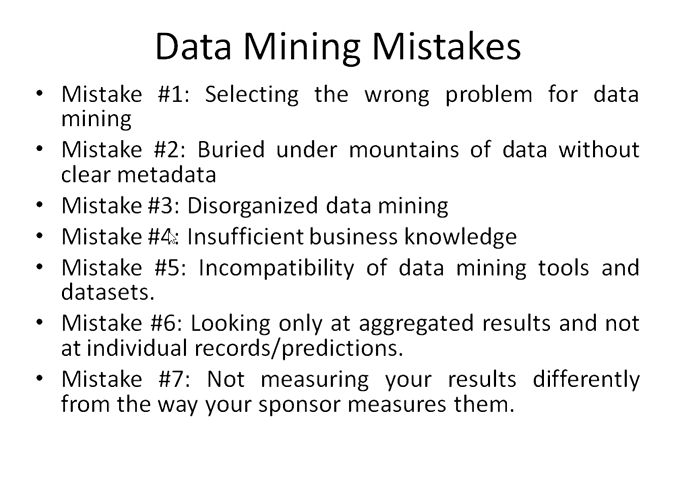 Data Mining Mistakes
• Mistake #1: Selecting the wrong problem for data
mining
• Mistake #2: Buried under mountains of data without
clear metadata
• Mistake #3: Disorganized data mining
• Mistake #4: Insufficient business knowledge
• Mistake #5: Incompatibility of data mining tools and
datasets.
• Mistake #6: Looking only at aggregated results and not
at individual records/predictions.
• Mistake #7: Not measuring your results differently
from the way your sponsor measures them.